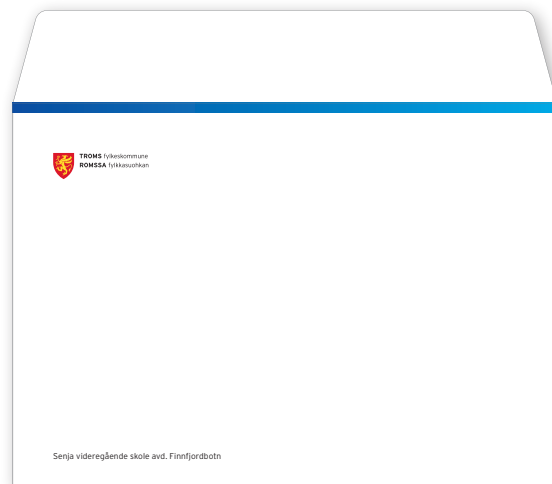 TROMS fylkeskommune
ROMSSA fylkkasuohkan
Senja videregående skole avd. Finnfjordbotn